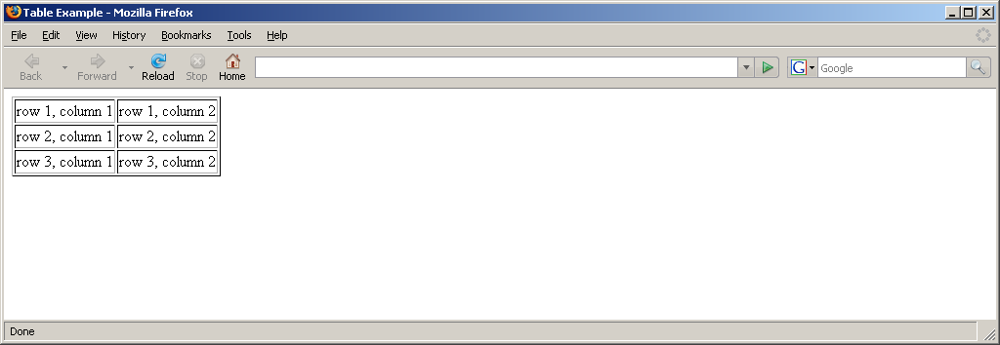 Table Example - Mozilla Firefox
File Edit View History Bookmarks Tools Help
Back Forward Reload Stop Home G Google
row 1, column 1 row 1, column 2
row 2, column 1 row 2, column 2
row 3, column 1 row 3, column 2
Done